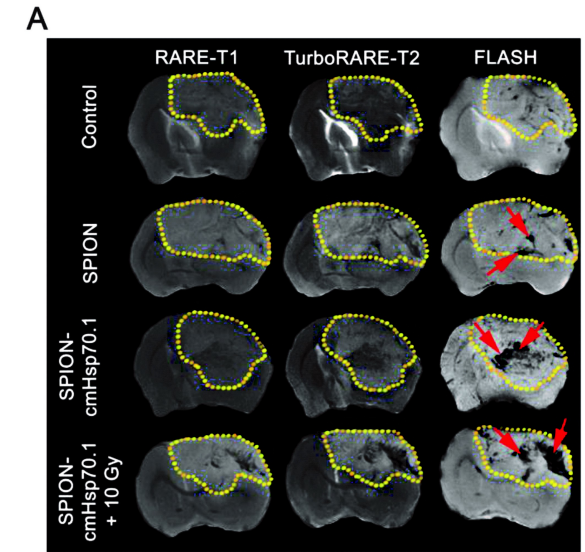 A
RARE-T1
TurboRARE-T2
FLASH
Control
SPION
SPION-
cmHsp70.1
SPION-
cmHsp70.1
+ 10 Gy